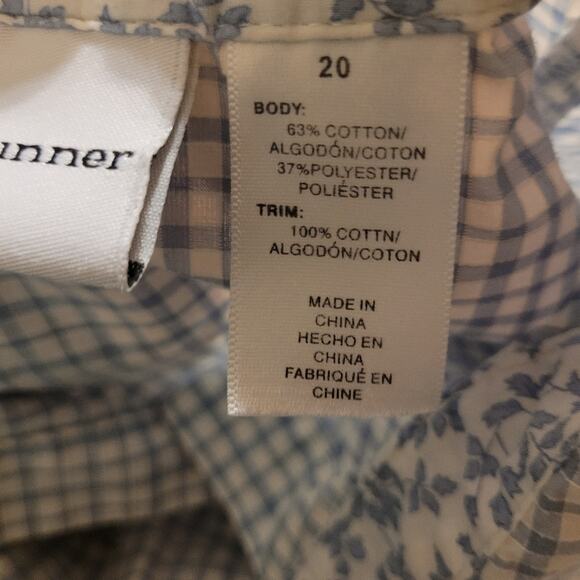 unner
20
BODY:
63% COTTON/
ALGODÓN/COTON
37%POLYESTER/
POLIÉSTER
TRIM:
100% COTTN/
ALGODÓN/COTON
MADE IN
CHINA
HECHO EN
CHINA
FABRIQUÉ EN
CHINE